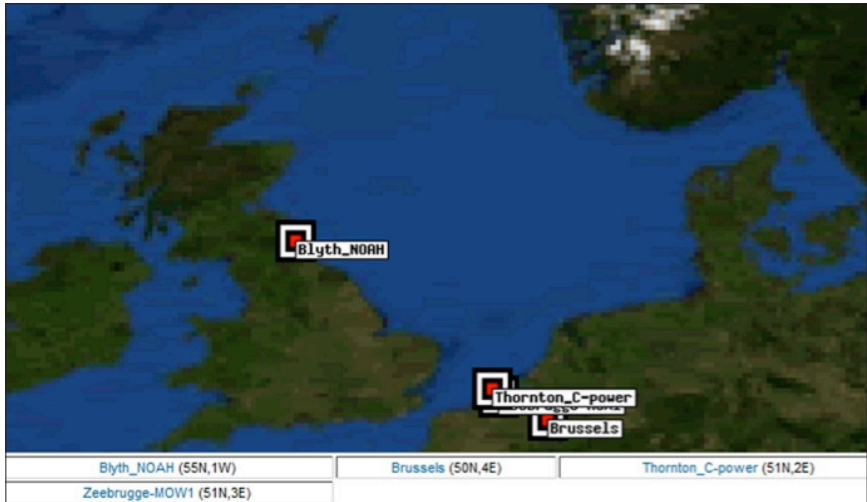 Blyth_NOAH
Thornton_C-power
Brussels
Blyth_NOAH (55N,1W)
Brussels (50N,4E)
Thornton_C-power (51N,2E)
Zeebrugge-MOW1 (51N,3E)